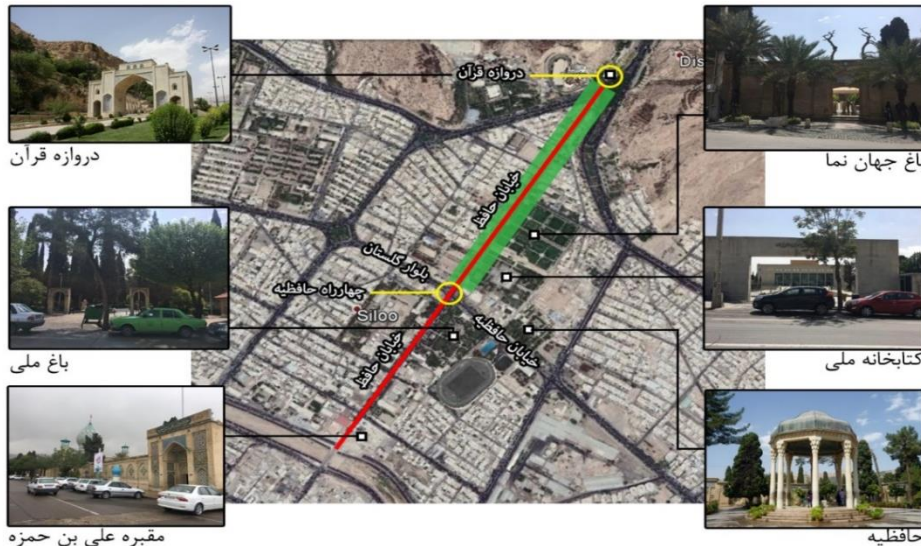 دروازه قرآن
Dis
دروازه قرآن
باغ جهان نما
خیابان حافظ
بلوار گلستان
چهارراه حافظیه
Siloo
خیابان حافظیه
خیابان حافظ
باغ ملی
کتابخانه ملی
مقبره علی بن حمزه
حافظیه